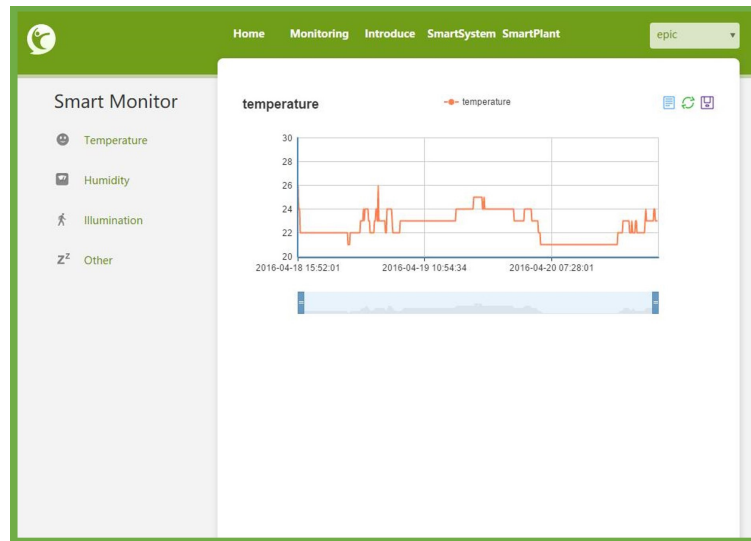 Home Monitoring Introduce SmartSystem SmartPlant epic
Smart Monitor
Temperature
Humidity
Illumination
Zz Other
temperature
temperature
30
28
26
24
22
20
2016-04-18 15:52:01 2016-04-19 10:54:34 2016-04-20 07:28:01